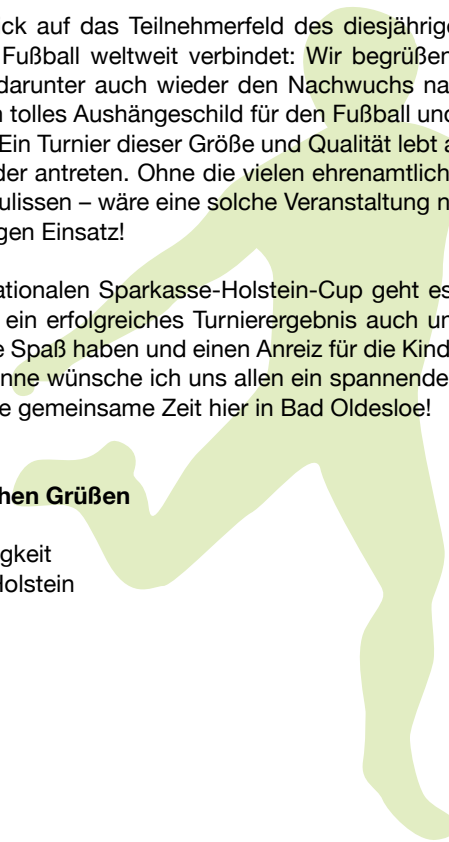 ck auf das Teilnehmerfeld des diesjährige
Fußball weltweit verbindet: Wir begrüßen
darunter auch wieder den Nachwuchs na
n tolles Aushängeschild für den Fußball und
Ein Turnier dieser Größe und Qualität lebt a
der antreten. Ohne die vielen ehrenamtlich
ulissen – wäre eine solche Veranstaltung n
gen Einsatz!
ationalen Sparkasse-Holstein-Cup geht es
ein erfolgreiches Turnierergebnis auch un
e Spaß haben und einen Anreiz für die Kind
nne wünsche ich uns allen ein spannende
e gemeinsame Zeit hier in Bad Oldesloe!
hen Grüßen
gkeit
Holstein